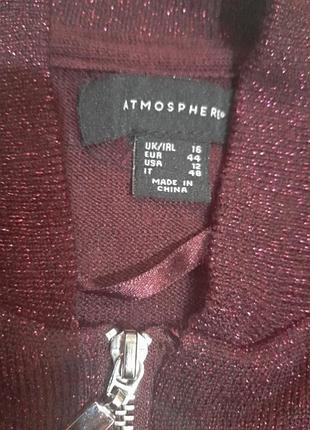 ATMOSPHERE
UK/IRL 16
EUR 44
USA 12
IT 48
MADE IN
CHINA